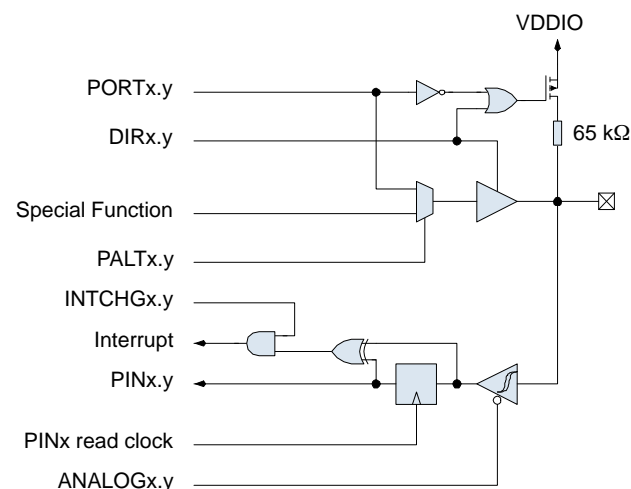 VDDIO
PORTx.y
65 kΩ
DIRx.y
Special Function
PALTx.y
INTCHGx.y
Interrupt
PINx.y
PINx read clock
ANALOGx.y